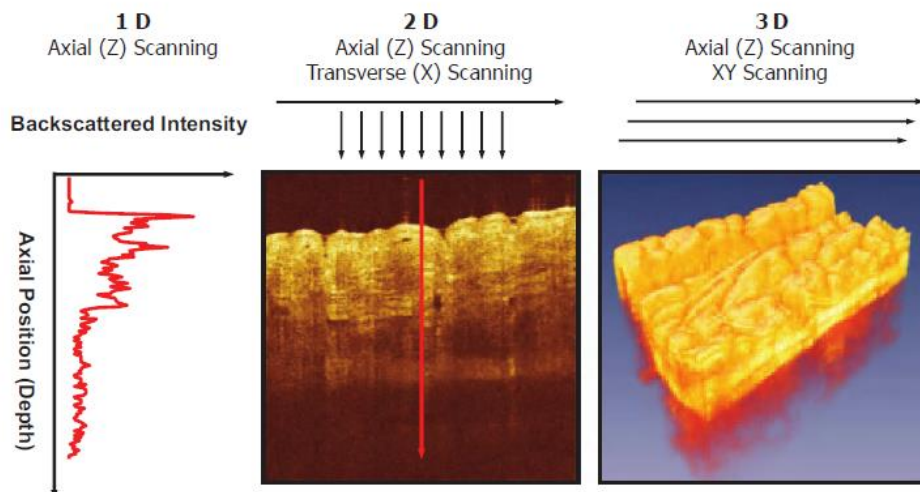 1 D
Axial (Z) Scanning
2 D
Axial (Z) Scanning
Transverse (X) Scanning
3 D
Axial (Z) Scanning
XY Scanning
Backscattered Intensity
Axial Position (Depth)